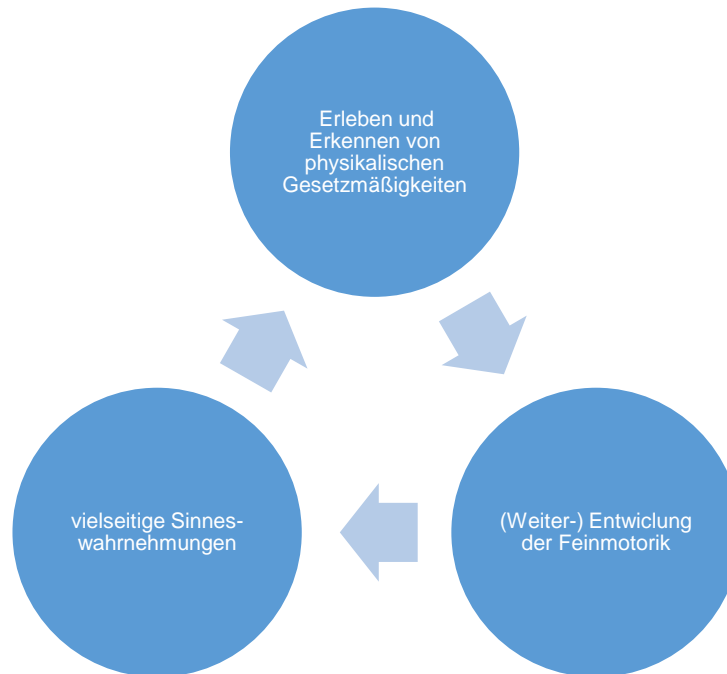 Erleben und
Erkennen von
physikalischen
Gesetzmäßigkeiten
vielseitige Sinnes-
wahrnehmungen
(Weiter-) Entwiclung
der Feinmotorik